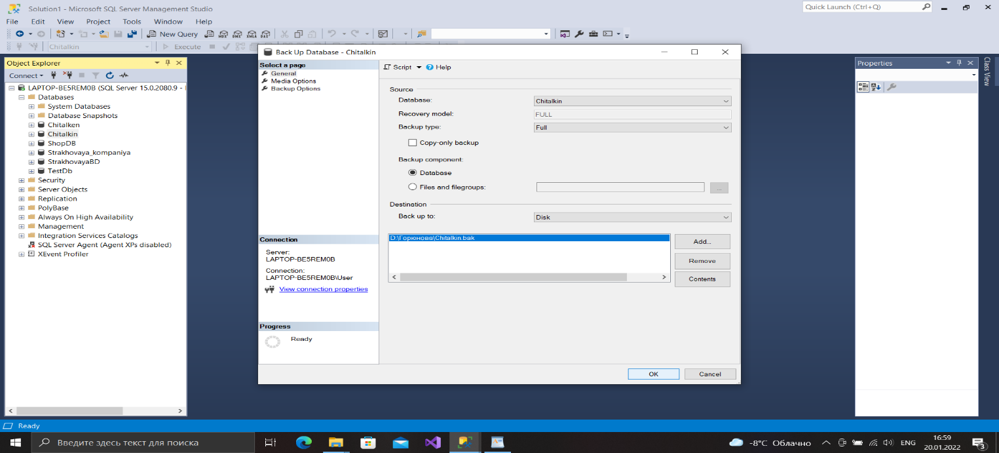 Solution1 - Microsoft SQL Server Management Studio
Quick Launch (Ctrl+Q)
File Edit View Project Tools Window Help
New Query
Chitalkin
Execute
Object Explorer
Connect
LAPTOP-BE5REM0B (SQL Server 15.0.2080.9 -
Databases
System Databases
Database Snapshots
Chitalken
Chitalkin
ShopDB
Strakhovaya_kompaniya
StrakhovayaBD
TestDb
Security
Server Objects
Replication
PolyBase
Always On High Availability
Management
Integration Services Catalogs
SQL Server Agent (Agent XPs disabled)
XEvent Profiler
Back Up Database - Chitalkin
Select a page
General
Media Options
Backup Options
Connection
Server:
LAPTOP-BE5REM0B
Connection:
LAPTOP-BE5REM0B\User
View connection properties
Progress
Ready
Script Help
Source
Database: Chitalkin
Recovery model: FULL
Backup type: Full
Copy-only backup
Backup component:
Database
Files and filegroups:
...
Destination
Back up to: Disk
D:\Горюнова\Chitalkin.bak
Add...
Remove
Contents
OK Cancel
Properties
Class View
Ready
Введите здесь текст для поиска
-8°C Облачно
ENG
16:59
20.01.2022
3